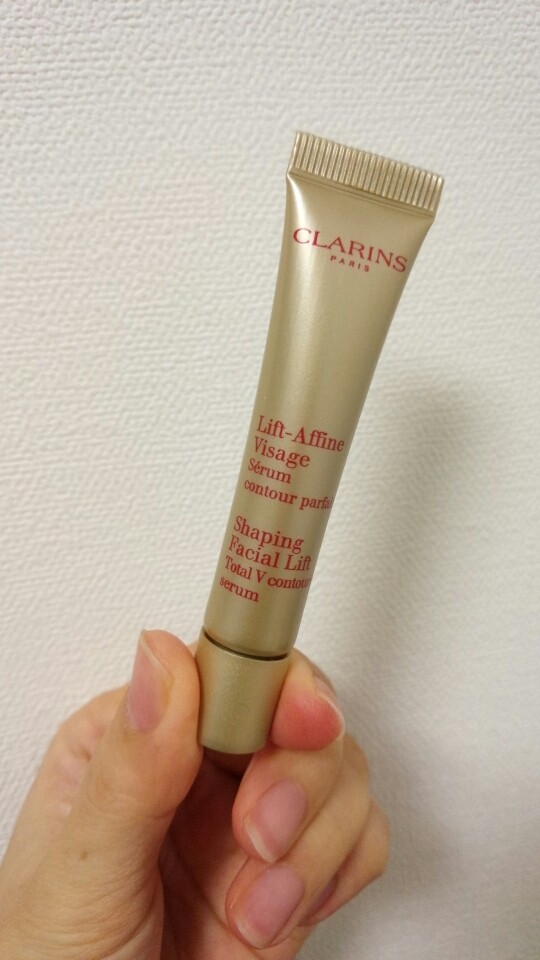 CLARINS
PARIS
Lift-Affine
Visage
Sérum
contour
Shaping
Facial Lift
Total V
serum